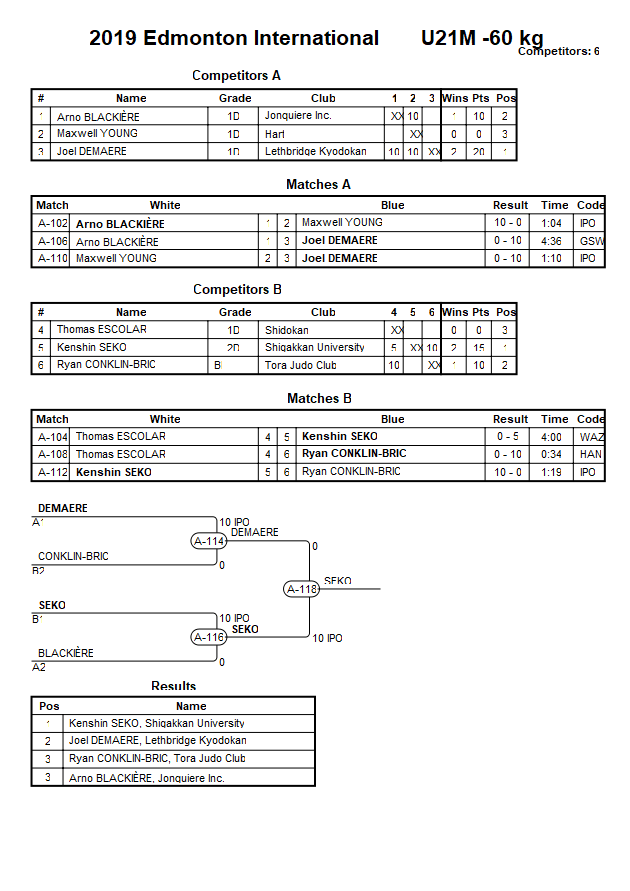 2019 Edmonton International U21M -60 kg
Competitors: 6
Competitors A
# Name Grade Club 1 2 3 Wins Pts Pos
1 Arno BLACKIÈRE 1D Jonquiere Inc. XX 10 1 10 2
2 Maxwell YOUNG 1D Hart XX 0 0 3
3 Joel DEMAERE 1D Lethbridge Kyodokan 10 10 XX 2 20 1
Matches A
Match White Blue Result Time Code
A-102 Arno BLACKIÈRE 1 2 Maxwell YOUNG 10 - 0 1:04 IPO
A-106 Arno BLACKIÈRE 1 3 Joel DEMAERE 0 - 10 4:36 GSW
A-110 Maxwell YOUNG 2 3 Joel DEMAERE 0 - 10 1:10 IPO
Competitors B
# Name Grade Club 4 5 6 Wins Pts Pos
4 Thomas ESCOLAR 1D Shidokan XX 0 0 3
5 Kenshin SEKO 2D Shigakkan University 5 XX 10 2 15 1
6 Ryan CONKLIN-BRIC B Tora Judo Club 10 XX 1 10 2
Matches B
Match White Blue Result Time Code
A-104 Thomas ESCOLAR 4 5 Kenshin SEKO 0 - 5 4:00 WAZ
A-108 Thomas ESCOLAR 4 6 Ryan CONKLIN-BRIC 0 - 10 0:34 HAN
A-112 Kenshin SEKO 5 6 Ryan CONKLIN-BRIC 10 - 0 1:19 IPO
DEMAERE
A1
10 IPO
A-114
DEMAERE
CONKLIN-BRIC
B2
0
0
A-118
SEKO
SEKO
B1
10 IPO
A-116
SEKO
10 IPO
BLACKIÈRE
A2
0
Results
Pos Name
1 Kenshin SEKO, Shigakkan University
2 Joel DEMAERE, Lethbridge Kyodokan
3 Ryan CONKLIN-BRIC, Tora Judo Club
3 Arno BLACKIÈRE, Jonquiere Inc.